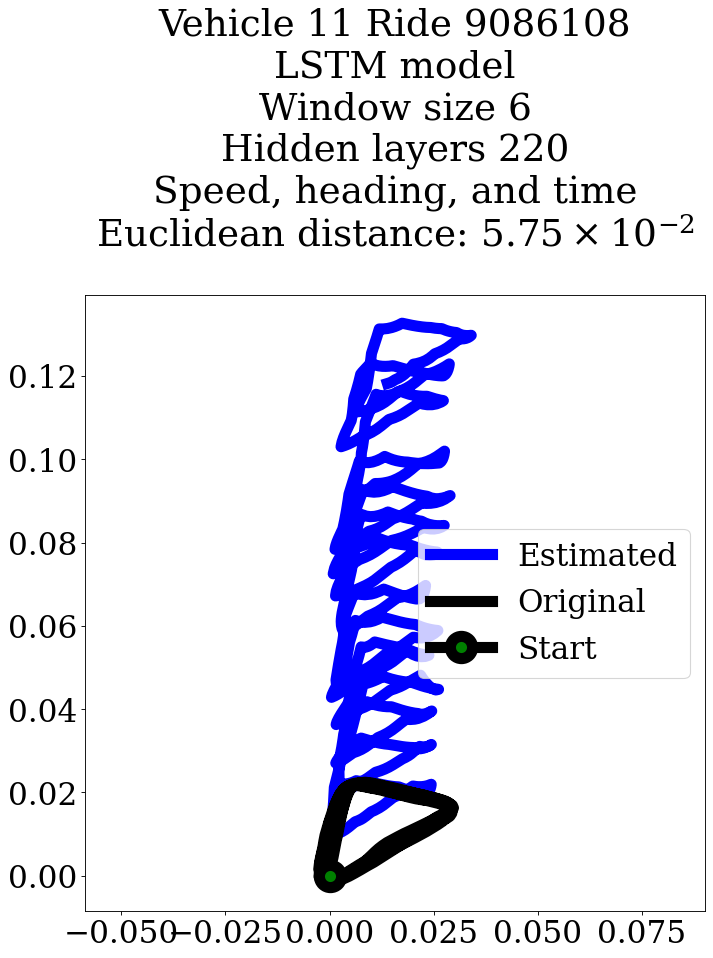 Vehicle 11 Ride 9086108
LSTM model
Window size 6
Hidden layers 220
Speed, heading, and time
Euclidean distance: 5.75 × 10⁻²
0.12
0.10
0.08
0.06
0.04
0.02
0.00
Estimated
Original
Start
−0.050 −0.025 0.000 0.025 0.050 0.075